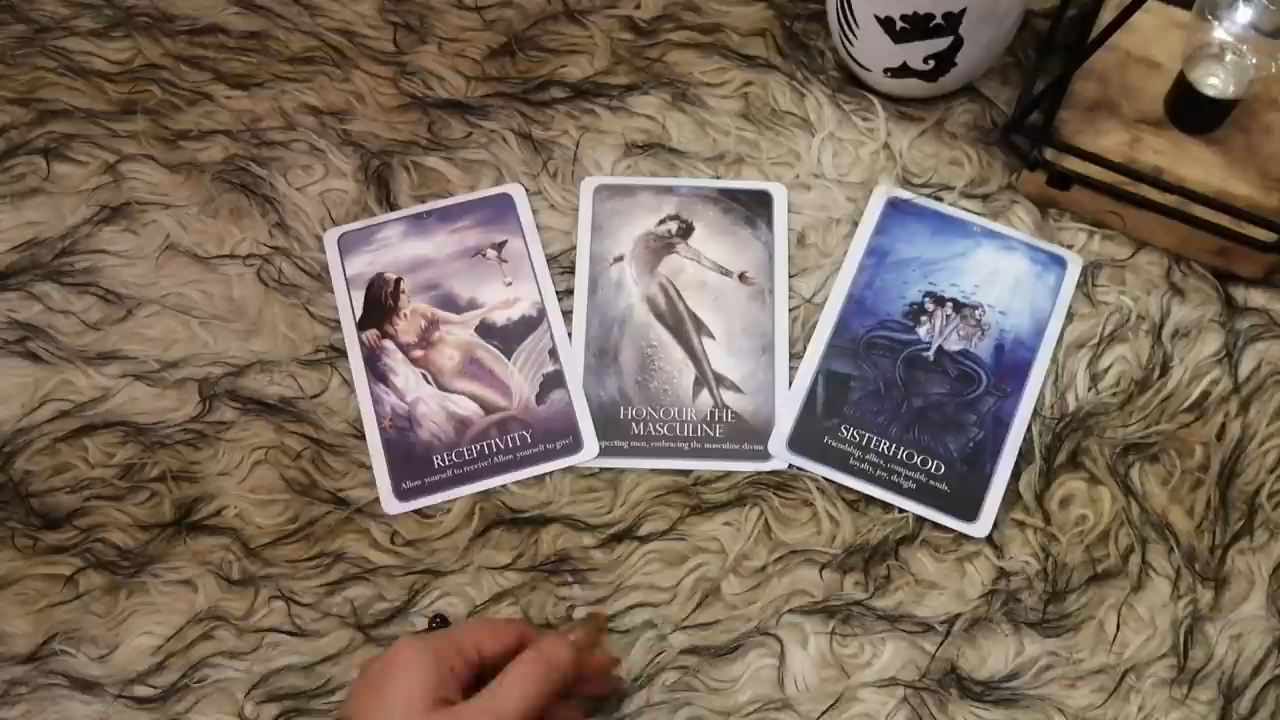 RECEPTIVITY
Allow yourself to receive! Allow yourself to give!
HONOUR THE
MASCULINE
specting men, embracing the masculine divine
SISTERHOOD
Friendship, allies, compatible souls,
loyalty, joy, delight